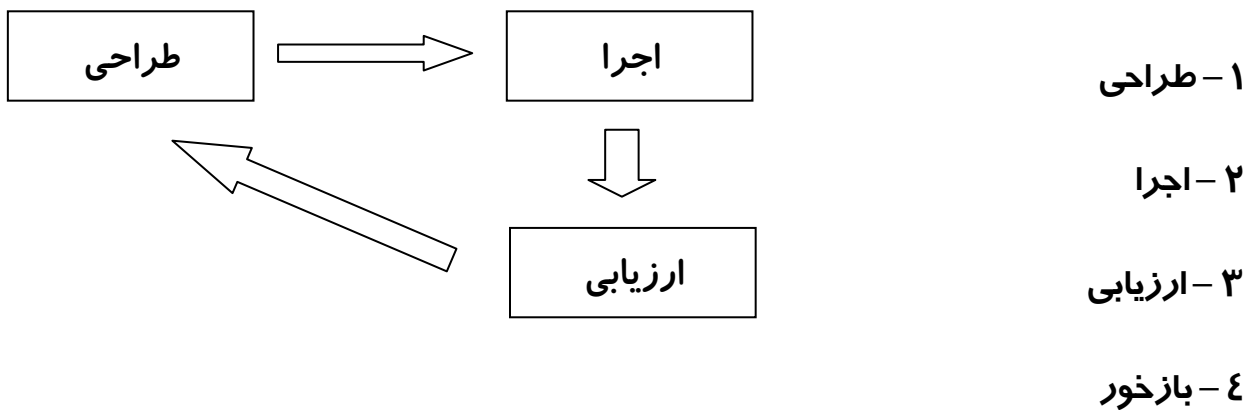 طراحی
اجرا
ارزیابی
۱ – طراحی
۲ – اجرا
۳ – ارزیابی
٤ – بازخور